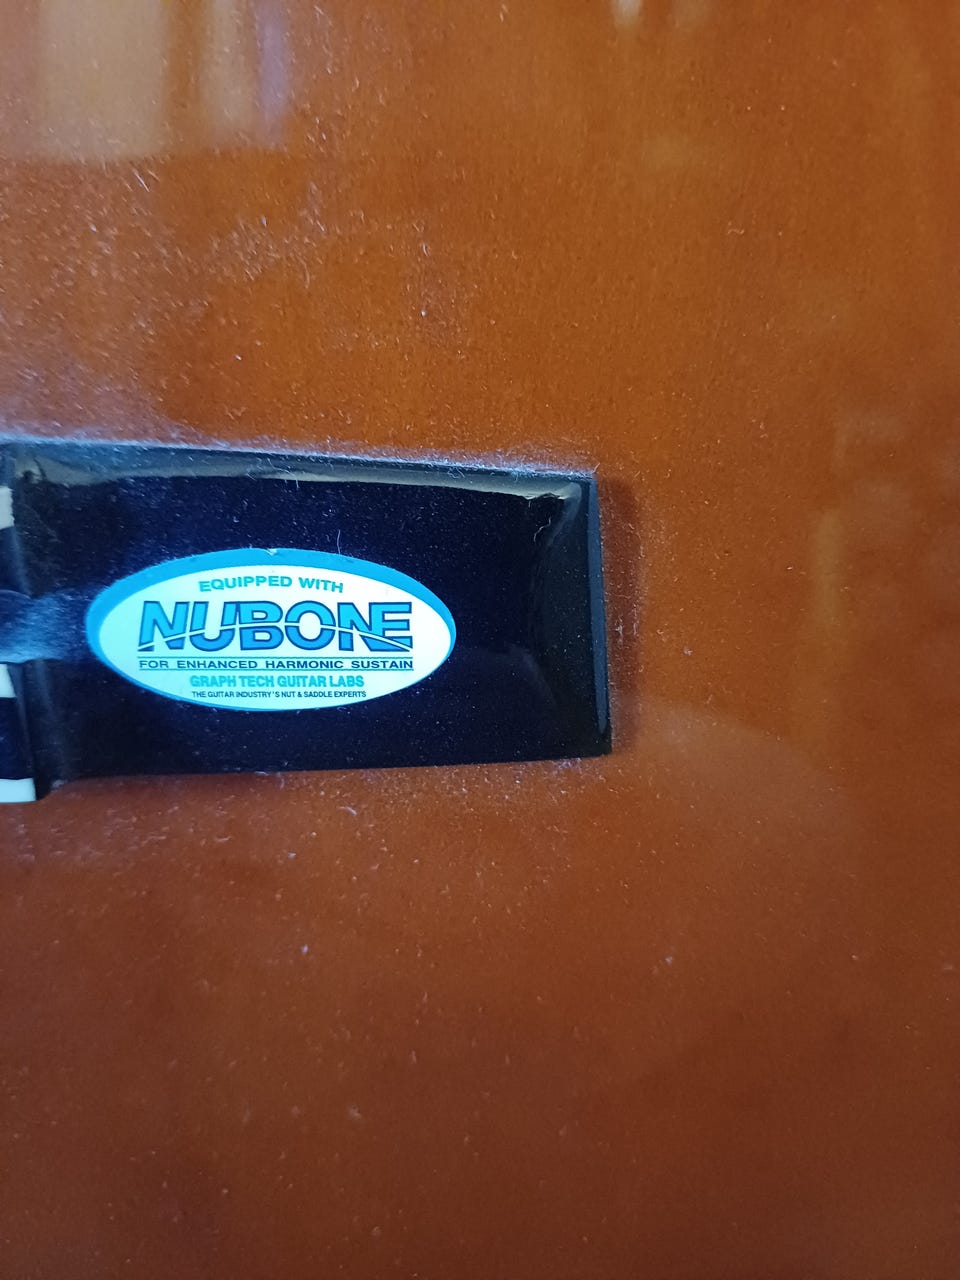 EQUIPPED WITH
NUBONE
FOR ENHANCED HARMONIC SUSTAIN
GRAPH TECH GUITAR LABS
THE GUITAR INDUSTRY'S NUT & SADDLE EXPERTS